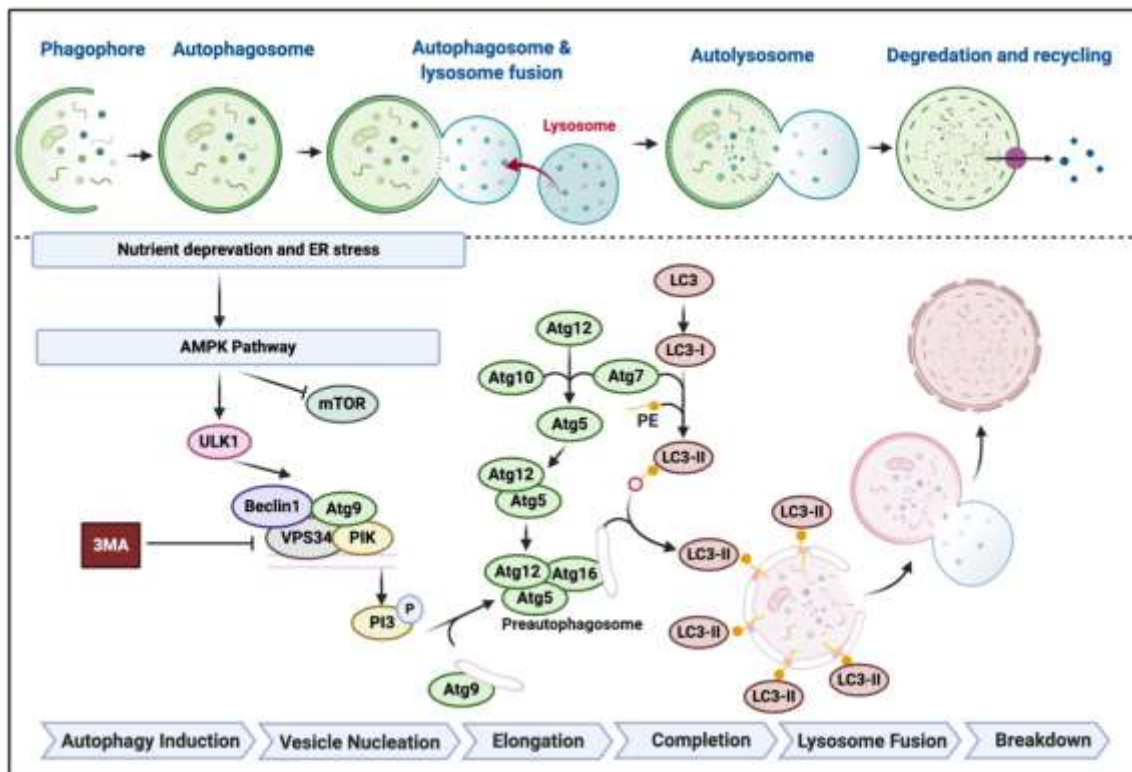 Phagophore
Autophagosome
Autophagosome &
lysosome fusion
Autolysosome
Degredation and recycling
Lysosome
Nutrient deprevation and ER stress
AMPK Pathway
mTOR
ULK1
Beclin1
Atg9
VPS34
PIK
3MA
PI3
P
Atg9
Atg12
Atg10
Atg7
Atg5
Atg12
Atg5
Atg12
Atg16
Atg5
Preautophagosome
LC3
LC3-I
PE
LC3-II
LC3-II
LC3-II
LC3-II
LC3-II
LC3-II
Autophagy Induction
Vesicle Nucleation
Elongation
Completion
Lysosome Fusion
Breakdown